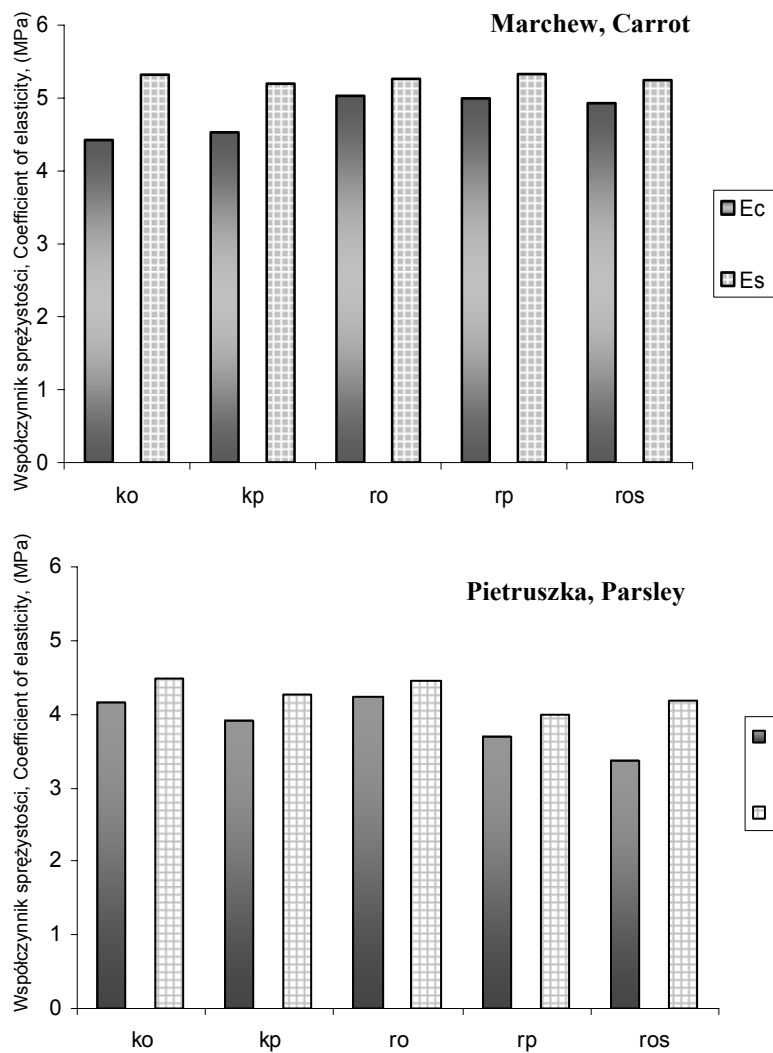 Marchew, Carrot
Współczynnik sprężystości, Coefficient of elasticity, (MPa)
6
5
4
3
2
1
0
ko kp ro rp ros
Ec
Es
Pietruszka, Parsley
Współczynnik sprężystości, Coefficient of elasticity, (MPa)
6
5
4
3
2
1
0
ko kp ro rp ros